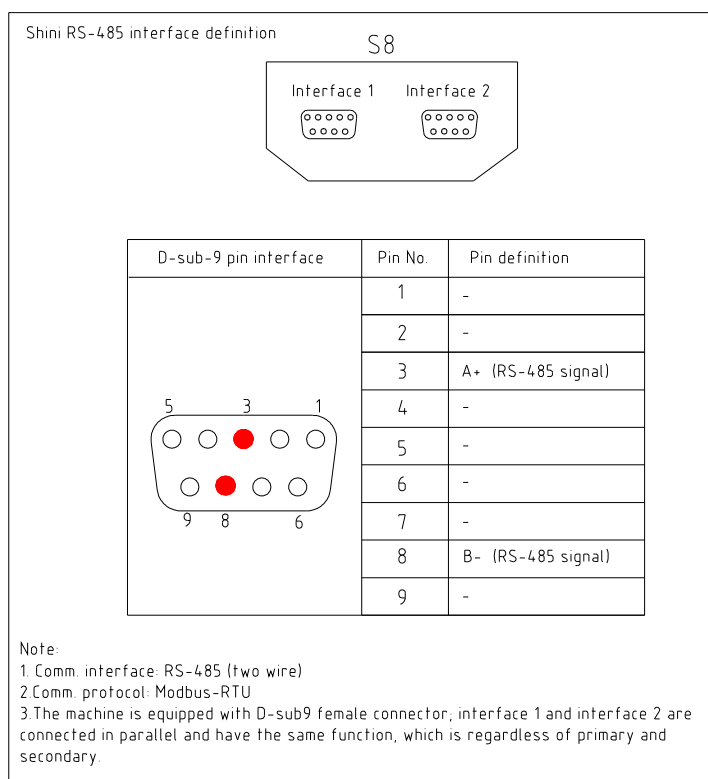 Shini RS-485 interface definition
S8
Interface 1 Interface 2
D-sub-9 pin interface Pin No. Pin definition
1 -
2 -
3 A+ (RS-485 signal)
4 -
5 -
6 -
7 -
8 B- (RS-485 signal)
9 -
5 3 1
9 8 6
Note:
1. Comm. interface: RS-485 (two wire)
2.Comm. protocol: Modbus-RTU
3.The machine is equipped with D-sub9 female connector; interface 1 and interface 2 are
connected in parallel and have the same function, which is regardless of primary and
secondary.